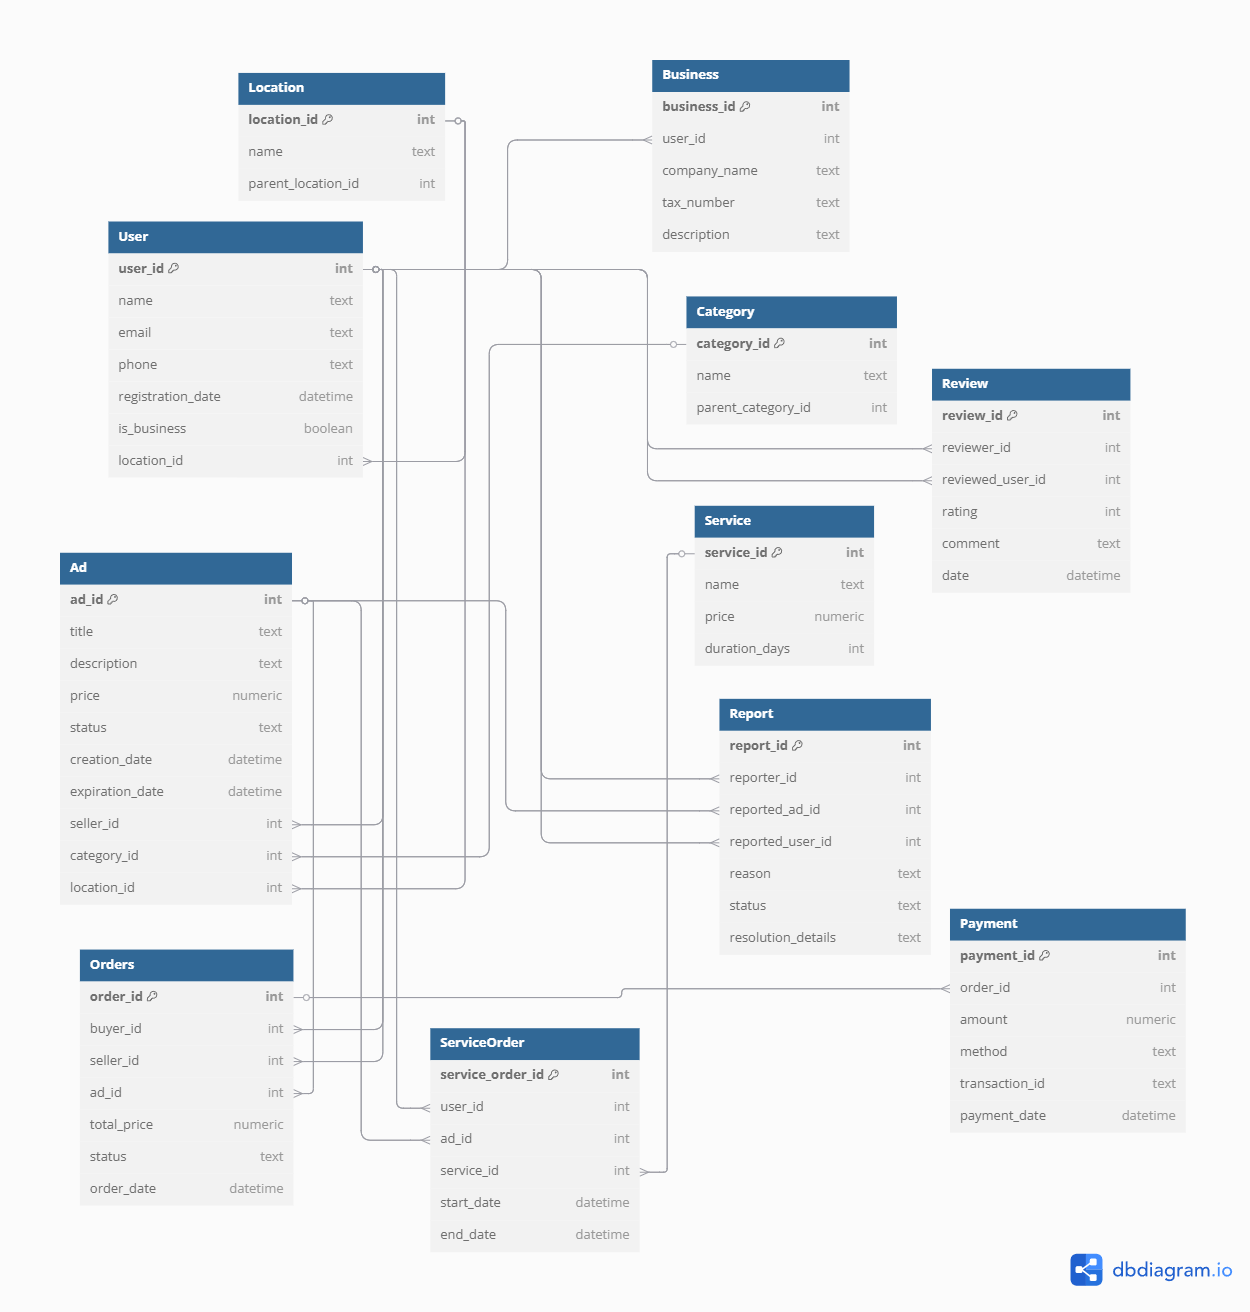 Location
location_id int
name text
parent_location_id int
Business
business_id int
user_id int
company_name text
tax_number text
description text
User
user_id int
name text
email text
phone text
registration_date datetime
is_business boolean
location_id int
Category
category_id int
name text
parent_category_id int
Review
review_id int
reviewer_id int
reviewed_user_id int
rating int
comment text
date datetime
Service
service_id int
name text
price numeric
duration_days int
Ad
ad_id int
title text
description text
price numeric
status text
creation_date datetime
expiration_date datetime
seller_id int
category_id int
location_id int
Report
report_id int
reporter_id int
reported_ad_id int
reported_user_id int
reason text
status text
resolution_details text
Payment
payment_id int
order_id int
amount numeric
method text
transaction_id text
payment_date datetime
Orders
order_id int
buyer_id int
seller_id int
ad_id int
total_price numeric
status text
order_date datetime
ServiceOrder
service_order_id int
user_id int
ad_id int
service_id int
start_date datetime
end_date datetime
dbdiagram.io